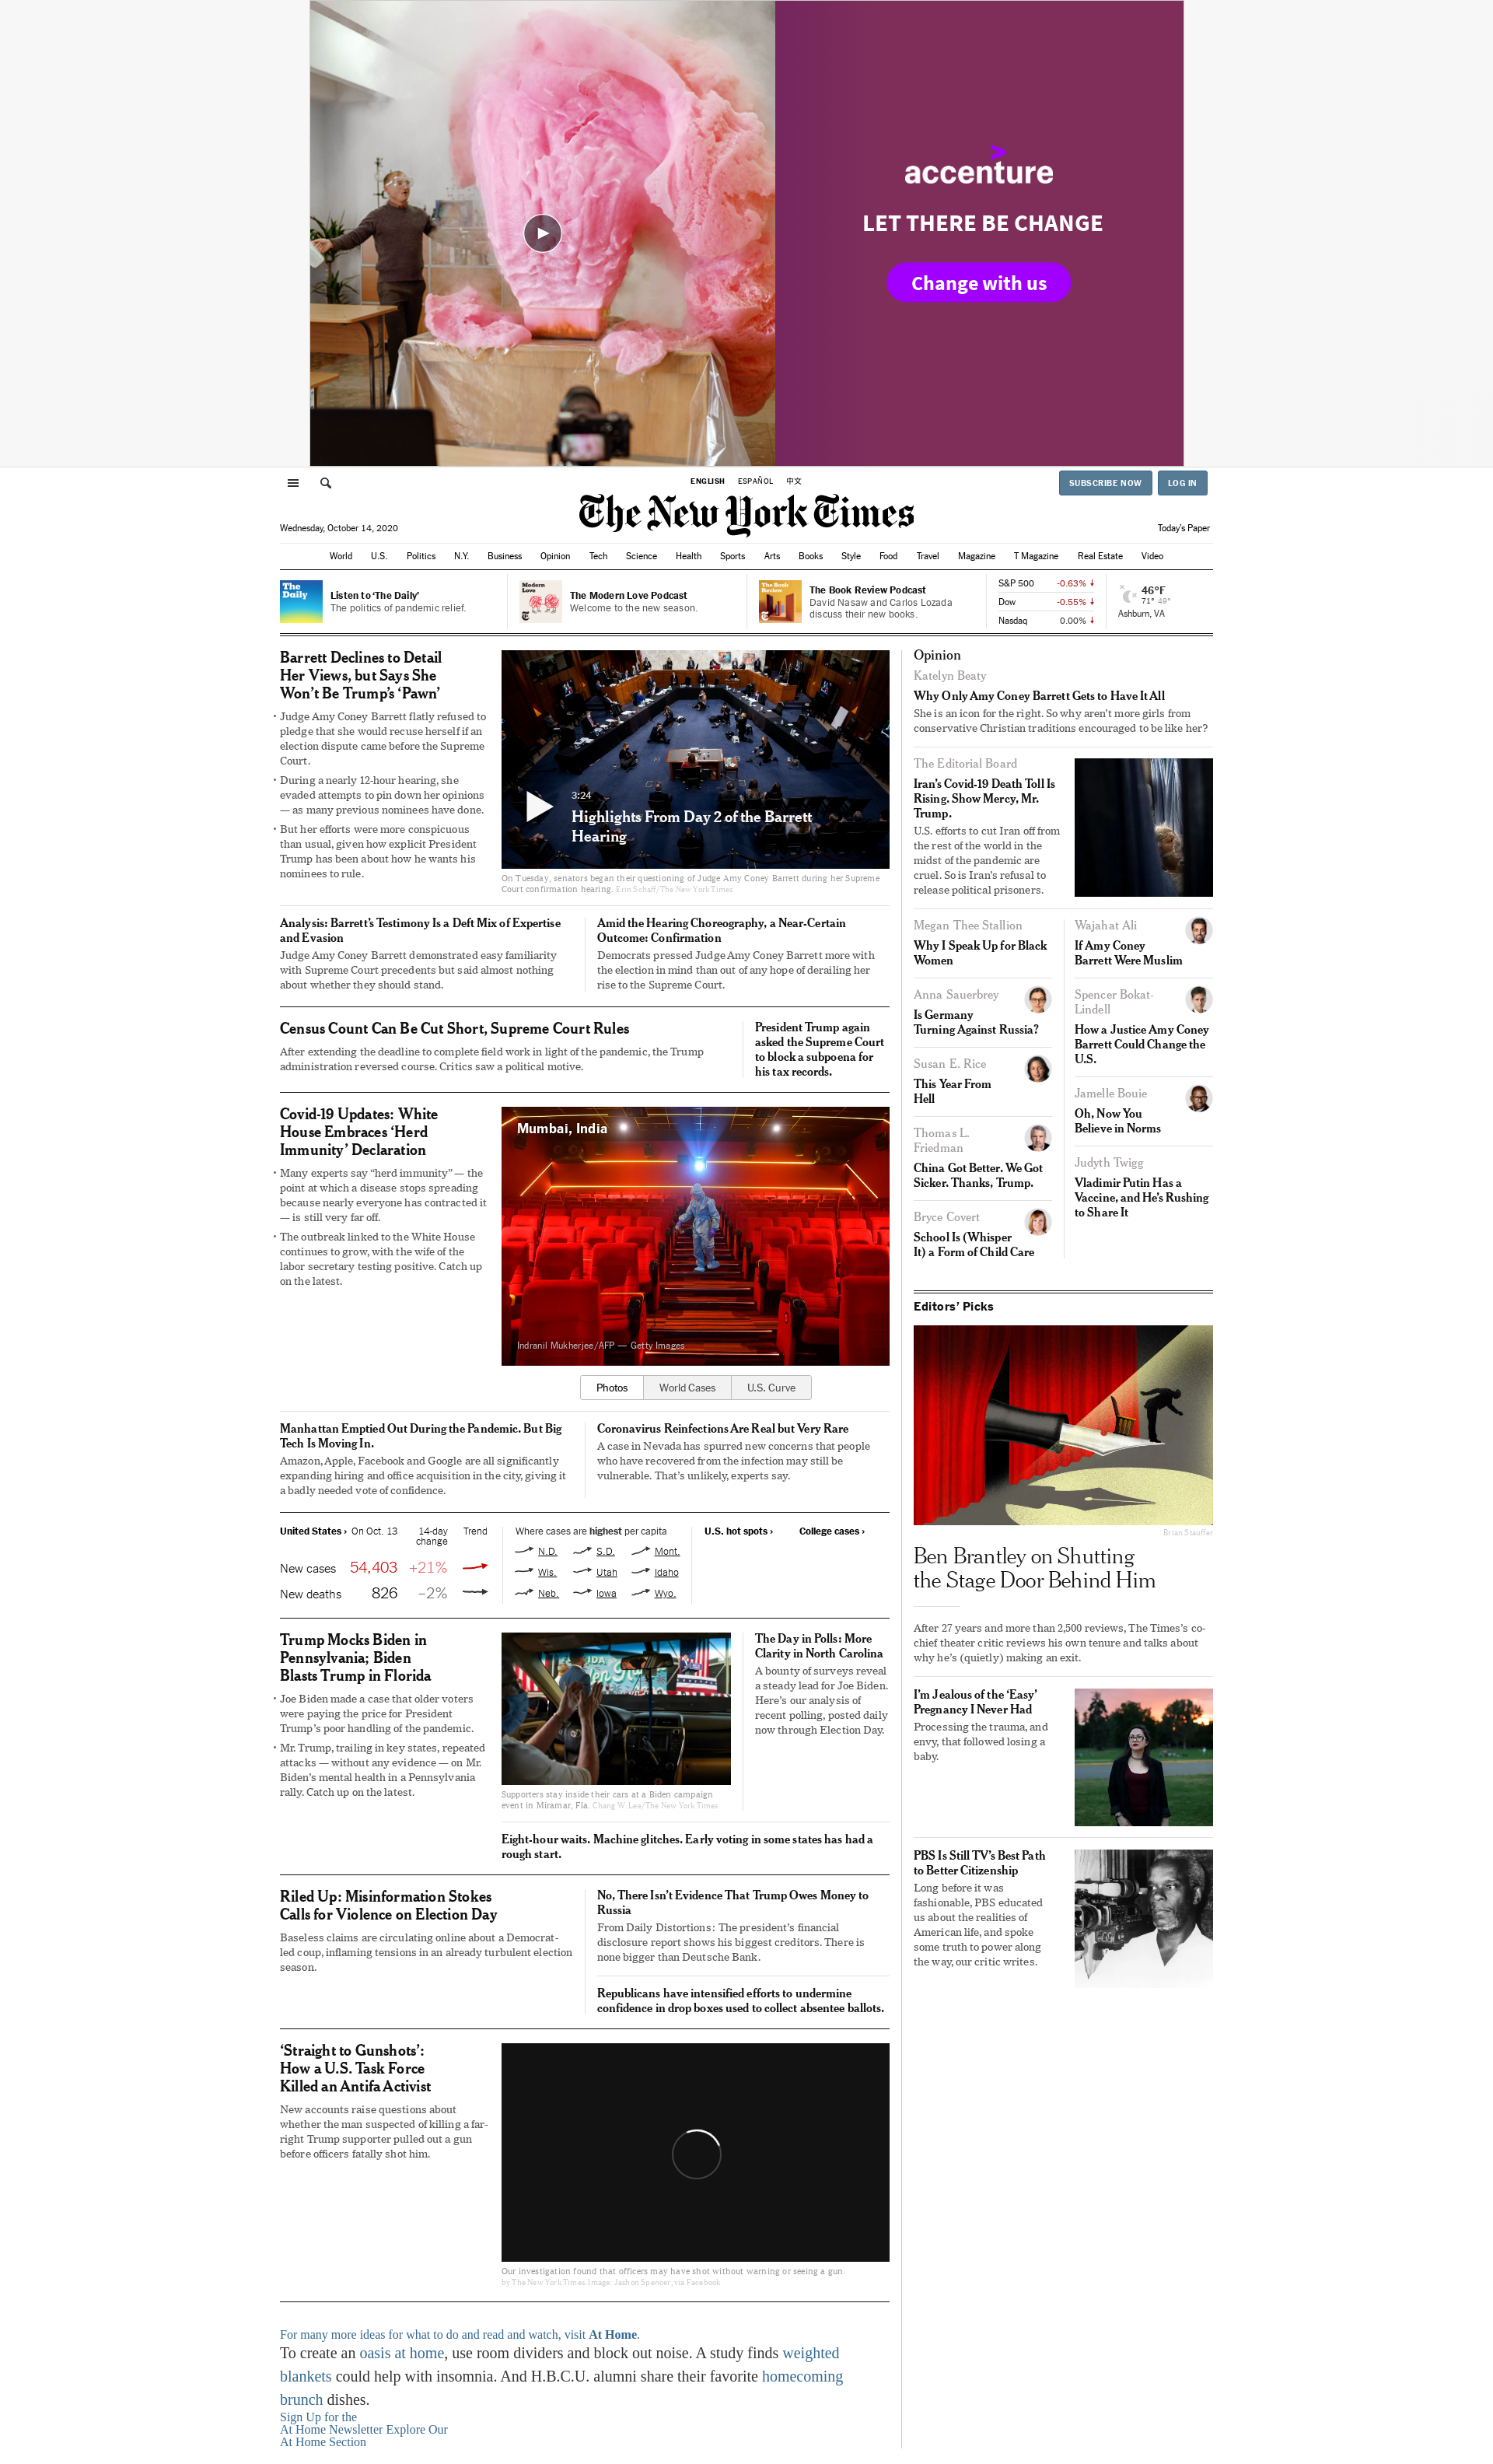 accenture
LET THERE BE CHANGE
Change with us
ENGLISH ESPAÑOL 中文
SUBSCRIBE NOW LOG IN
The New York Times
Wednesday, October 14, 2020
Today's Paper
World U.S. Politics N.Y. Business Opinion Tech Science Health Sports Arts Books Style Food Travel Magazine T Magazine Real Estate Video
The
Daily
Listen to ‘The Daily’
The politics of pandemic relief.
Modern
Love
The Modern Love Podcast
Welcome to the new season.
The Book
Review
The Book Review Podcast
David Nasaw and Carlos Lozada
discuss their new books.
S&P 500 -0.63%
Dow -0.55%
Nasdaq 0.00%
46°F
71° 49°
Ashburn, VA
Barrett Declines to Detail
Her Views, but Says She
Won’t Be Trump’s ‘Pawn’
• Judge Amy Coney Barrett flatly refused to
pledge that she would recuse herself if an
election dispute came before the Supreme
Court.
• During a nearly 12-hour hearing, she
evaded attempts to pin down her opinions
— as many previous nominees have done.
• But her efforts were more conspicuous
than usual, given how explicit President
Trump has been about how he wants his
nominees to rule.
3:24
Highlights From Day 2 of the Barrett
Hearing
On Tuesday, senators began their questioning of Judge Amy Coney Barrett during her Supreme
Court confirmation hearing. Erin Schaff/The New York Times
Analysis: Barrett’s Testimony Is a Deft Mix of Expertise
and Evasion
Judge Amy Coney Barrett demonstrated easy familiarity
with Supreme Court precedents but said almost nothing
about whether they should stand.
Amid the Hearing Choreography, a Near-Certain
Outcome: Confirmation
Democrats pressed Judge Amy Coney Barrett more with
the election in mind than out of any hope of derailing her
rise to the Supreme Court.
Census Count Can Be Cut Short, Supreme Court Rules
After extending the deadline to complete field work in light of the pandemic, the Trump
administration reversed course. Critics saw a political motive.
President Trump again
asked the Supreme Court
to block a subpoena for
his tax records.
Covid-19 Updates: White
House Embraces ‘Herd
Immunity’ Declaration
• Many experts say “herd immunity” — the
point at which a disease stops spreading
because nearly everyone has contracted it
— is still very far off.
• The outbreak linked to the White House
continues to grow, with the wife of the
labor secretary testing positive. Catch up
on the latest.
Mumbai, India
Indranil Mukherjee/AFP — Getty Images
Photos World Cases U.S. Curve
Manhattan Emptied Out During the Pandemic. But Big
Tech Is Moving In.
Amazon, Apple, Facebook and Google are all significantly
expanding hiring and office acquisition in the city, giving it
a badly needed vote of confidence.
Coronavirus Reinfections Are Real but Very Rare
A case in Nevada has spurred new concerns that people
who have recovered from the infection may still be
vulnerable. That’s unlikely, experts say.
United States › On Oct. 13 14-day
change Trend
New cases 54,403 +21%
New deaths 826 –2%
Where cases are highest per capita
N.D. S.D. Mont.
Wis. Utah Idaho
Neb. Iowa Wyo.
U.S. hot spots › College cases ›
Trump Mocks Biden in
Pennsylvania; Biden
Blasts Trump in Florida
• Joe Biden made a case that older voters
were paying the price for President
Trump’s poor handling of the pandemic.
• Mr. Trump, trailing in key states, repeated
attacks — without any evidence — on Mr.
Biden’s mental health in a Pennsylvania
rally. Catch up on the latest.
Supporters stay inside their cars at a Biden campaign
event in Miramar, Fla. Chang W. Lee/The New York Times
The Day in Polls: More
Clarity in North Carolina
A bounty of surveys reveal
a steady lead for Joe Biden.
Here’s our analysis of
recent polling, posted daily
now through Election Day.
Eight-hour waits. Machine glitches. Early voting in some states has had a
rough start.
Riled Up: Misinformation Stokes
Calls for Violence on Election Day
Baseless claims are circulating online about a Democrat-
led coup, inflaming tensions in an already turbulent election
season.
No, There Isn’t Evidence That Trump Owes Money to
Russia
From Daily Distortions: The president’s financial
disclosure report shows his biggest creditors. There is
none bigger than Deutsche Bank.
Republicans have intensified efforts to undermine
confidence in drop boxes used to collect absentee ballots.
‘Straight to Gunshots’:
How a U.S. Task Force
Killed an Antifa Activist
New accounts raise questions about
whether the man suspected of killing a far-
right Trump supporter pulled out a gun
before officers fatally shot him.
Our investigation found that officers may have shot without warning or seeing a gun.
by The New York Times. Image: Jashon Spencer, via Facebook
For many more ideas for what to do and read and watch, visit At Home.
To create an oasis at home, use room dividers and block out noise. A study finds weighted
blankets could help with insomnia. And H.B.C.U. alumni share their favorite homecoming
brunch dishes.
Sign Up for the
At Home Newsletter Explore Our
At Home Section
Opinion
Katelyn Beaty
Why Only Amy Coney Barrett Gets to Have It All
She is an icon for the right. So why aren’t more girls from
conservative Christian traditions encouraged to be like her?
The Editorial Board
Iran’s Covid-19 Death Toll Is
Rising. Show Mercy, Mr.
Trump.
U.S. efforts to cut Iran off from
the rest of the world in the
midst of the pandemic are
cruel. So is Iran’s refusal to
release political prisoners.
Megan Thee Stallion
Why I Speak Up for Black
Women
Anna Sauerbrey
Is Germany
Turning Against Russia?
Susan E. Rice
This Year From
Hell
Thomas L.
Friedman
China Got Better. We Got
Sicker. Thanks, Trump.
Bryce Covert
School Is (Whisper
It) a Form of Child Care
Wajahat Ali
If Amy Coney
Barrett Were Muslim
Spencer Bokat-
Lindell
How a Justice Amy Coney
Barrett Could Change the
U.S.
Jamelle Bouie
Oh, Now You
Believe in Norms
Judyth Twigg
Vladimir Putin Has a
Vaccine, and He’s Rushing
to Share It
Editors’ Picks
Brian Stauffer
Ben Brantley on Shutting
the Stage Door Behind Him
After 27 years and more than 2,500 reviews, The Times’s co-
chief theater critic reviews his own tenure and talks about
why he’s (quietly) making an exit.
I’m Jealous of the ‘Easy’
Pregnancy I Never Had
Processing the trauma, and
envy, that followed losing a
baby.
PBS Is Still TV’s Best Path
to Better Citizenship
Long before it was
fashionable, PBS educated
us about the realities of
American life, and spoke
some truth to power along
the way, our critic writes.